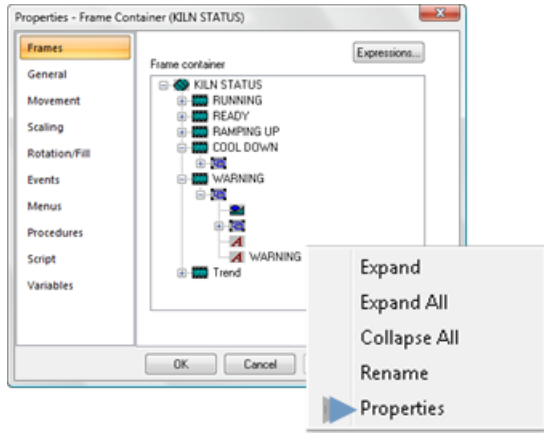 Properties - Frame Container (KILN STATUS)
Frames
General
Movement
Scaling
Rotation/Fill
Events
Menus
Procedures
Script
Variables
Expressions...
Frame container
KILN STATUS
RUNNING
READY
RAMPING UP
COOL DOWN
WARNING
A
A WARNING
Trend
OK
Cancel
Expand
Expand All
Collapse All
Rename
Properties